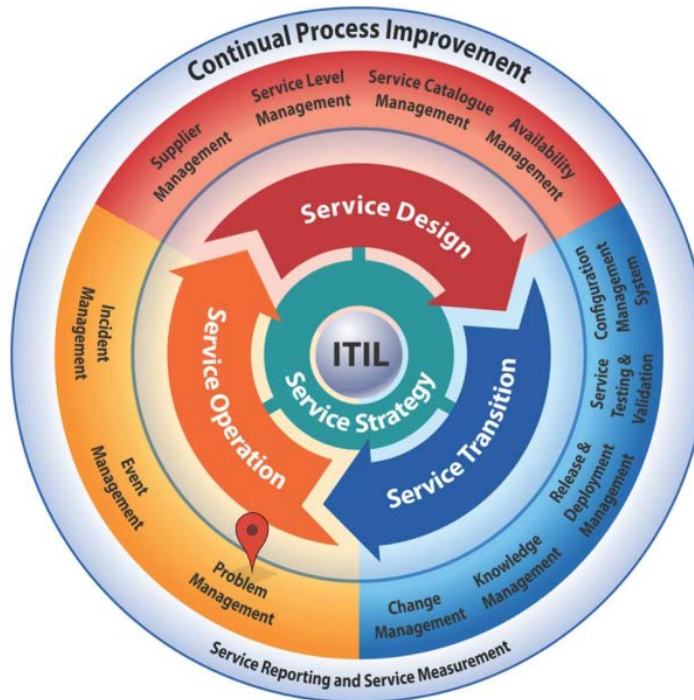 Continual Process Improvement
Supplier
Management
Service Level
Management
Service Catalogue
Management
Availability
Management
Configuration
Management
System
Service
Testing &
Validation
Release &
Deployment
Management
Knowledge
Management
Change
Management
Problem
Management
Event
Management
Incident
Management
Service Design
Service Transition
Service Operation
Service Strategy
ITIL
Service Reporting and Service Measurement